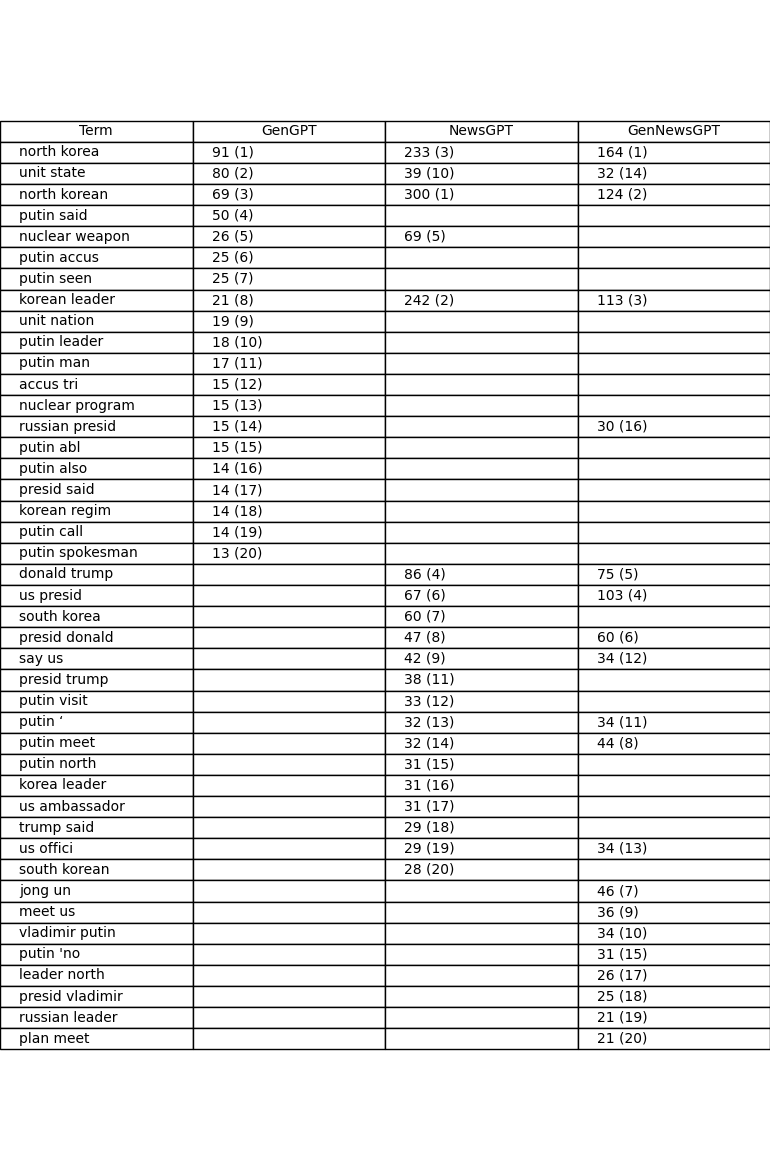 Term GenGPT NewsGPT GenNewsGPT
north korea 91 (1) 233 (3) 164 (1)
unit state 80 (2) 39 (10) 32 (14)
north korean 69 (3) 300 (1) 124 (2)
putin said 50 (4)
nuclear weapon 26 (5) 69 (5)
putin accus 25 (6)
putin seen 25 (7)
korean leader 21 (8) 242 (2) 113 (3)
unit nation 19 (9)
putin leader 18 (10)
putin man 17 (11)
accus tri 15 (12)
nuclear program 15 (13)
russian presid 15 (14) 30 (16)
putin abl 15 (15)
putin also 14 (16)
presid said 14 (17)
korean regim 14 (18)
putin call 14 (19)
putin spokesman 13 (20)
donald trump 86 (4) 75 (5)
us presid 67 (6) 103 (4)
south korea 60 (7)
presid donald 47 (8) 60 (6)
say us 42 (9) 34 (12)
presid trump 38 (11)
putin visit 33 (12)
putin ‘ 32 (13) 34 (11)
putin meet 32 (14) 44 (8)
putin north 31 (15)
korea leader 31 (16)
us ambassador 31 (17)
trump said 29 (18)
us offici 29 (19) 34 (13)
south korean 28 (20)
jong un 46 (7)
meet us 36 (9)
vladimir putin 34 (10)
putin 'no 31 (15)
leader north 26 (17)
presid vladimir 25 (18)
russian leader 21 (19)
plan meet 21 (20)